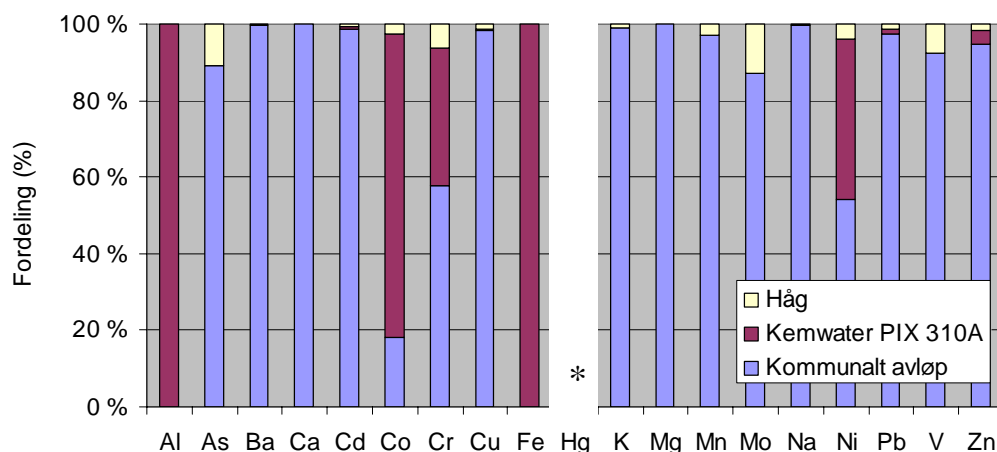 Fordeling (%)
100 %
80 %
60 %
40 %
20 %
0 %
*
Håg
Kemwater PIX 310A
Kommunalt avløp
Al As Ba Ca Cd Co Cr Cu Fe Hg K Mg Mn Mo Na Ni Pb V Zn